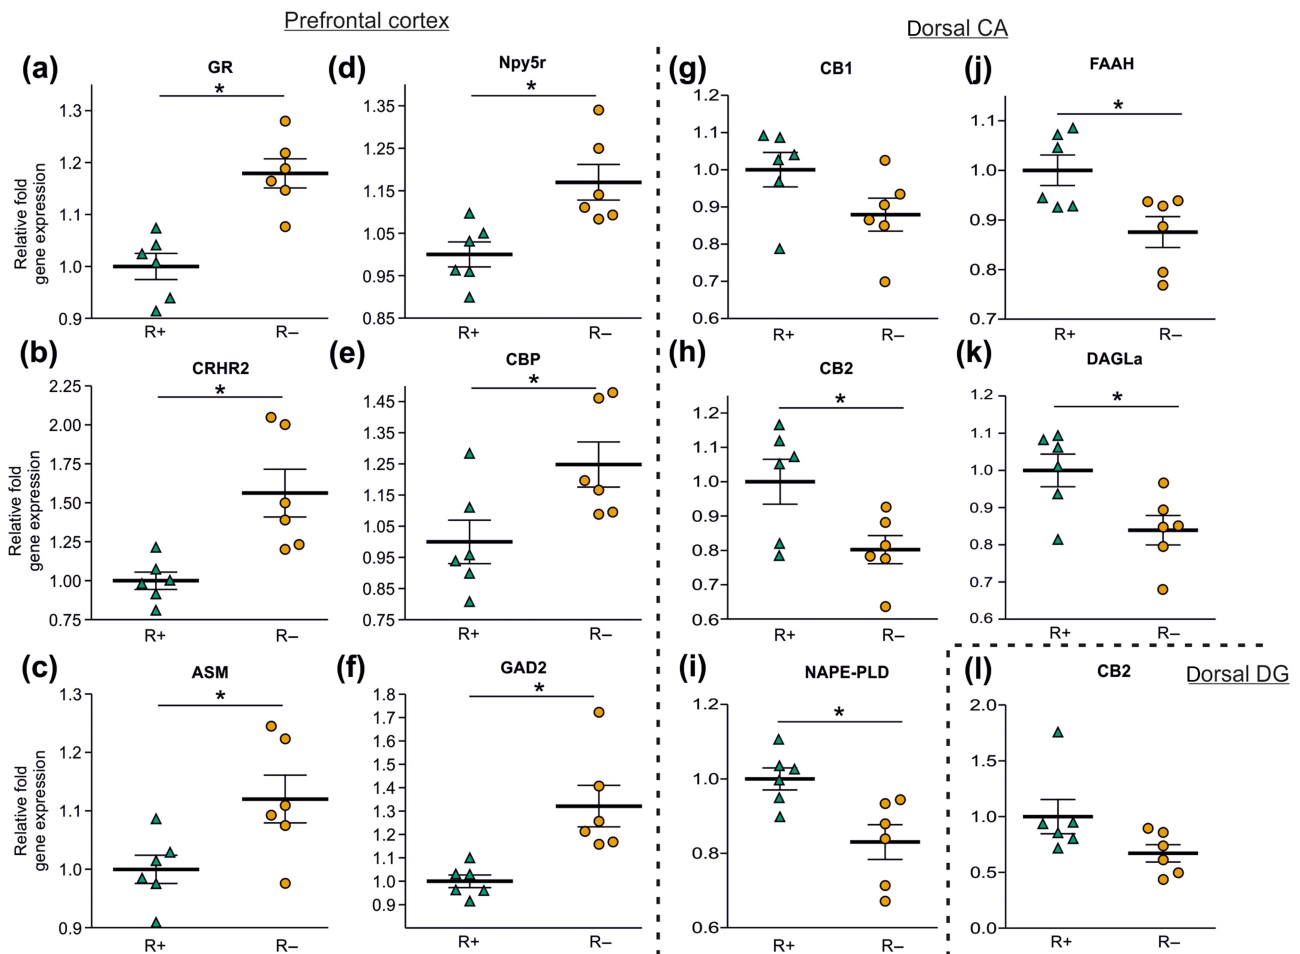 Prefrontal cortex
Dorsal CA
(a)
GR
*
Relative fold
gene expression
1.3
1.2
1.1
1.0
0.9
R+
R–
(d)
Npy5r
*
1.35
1.25
1.15
1.05
0.95
0.85
R+
R–
(g)
CB1
1.2
1.1
1.0
0.9
0.8
0.7
0.6
R+
R–
(j)
FAAH
*
1.1
1.0
0.9
0.8
0.7
R+
R–
(b)
CRHR2
*
Relative fold
gene expression
2.25
2.00
1.75
1.50
1.25
1.00
0.75
R+
R–
(e)
CBP
*
1.45
1.35
1.25
1.15
1.05
0.95
0.85
0.75
R+
R–
(h)
CB2
*
1.2
1.1
1.0
0.9
0.8
0.7
0.6
R+
R–
(k)
DAGLa
*
1.2
1.1
1.0
0.9
0.8
0.7
0.6
R+
R–
(c)
ASM
*
Relative fold
gene expression
1.3
1.2
1.1
1.0
0.9
R+
R–
(f)
GAD2
*
1.8
1.7
1.6
1.5
1.4
1.3
1.2
1.1
1.0
0.9
R+
R–
(i)
NAPE-PLD
*
1.2
1.0
0.8
0.6
R+
R–
(l)
CB2
Dorsal DG
2.0
1.5
1.0
0.5
0.0
R+
R–